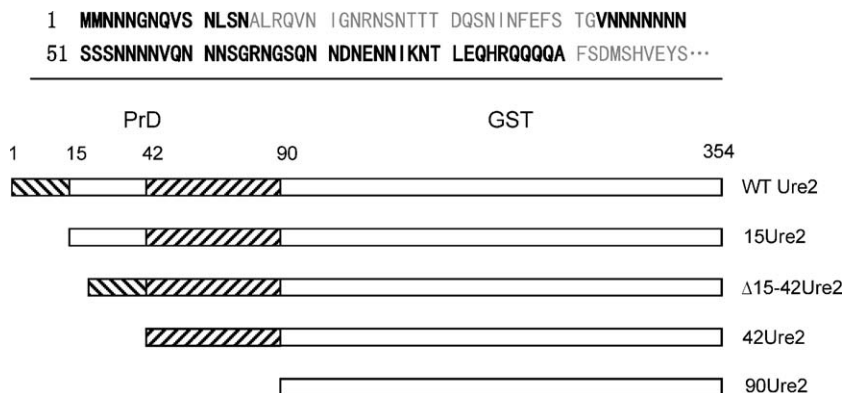 1 MMNNNGNQVS NLSNALRQVN IGNRNSNTTT DQSNINFEFS TGVNNNNNNN
51 SSSNNNNVQN NNSGRNGSQN NDNENNIKNT LEQHRQQQQA FSDMSHVEYS…
PrD GST
1 15 42 90 354
WT Ure2
15Ure2
Δ15-42Ure2
42Ure2
90Ure2